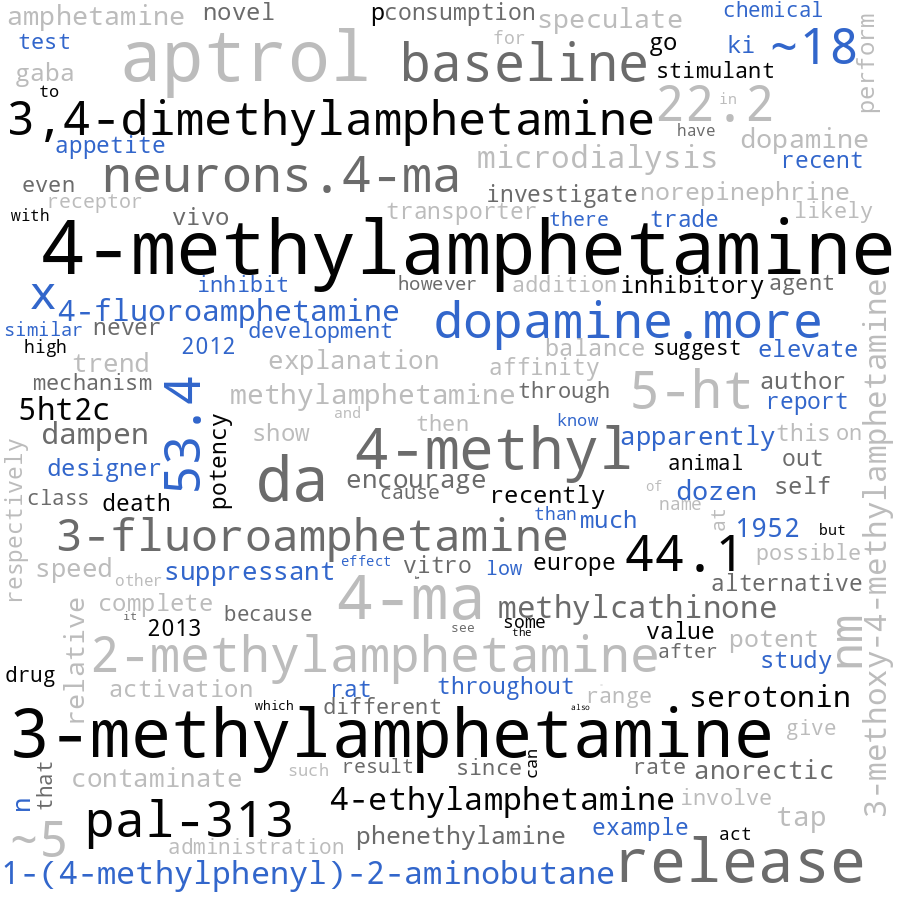 amphetamine novel pconsumption speculate chemical
test aptrol for baseline go ki ~18 perform
gaba to stimulant 22.2 in
3,4-dimethylamphetamine have dopamine
appetite neurons.4-ma microdialysis recent
even investigate norepinephrine
receptor with vivo transporter there trade likely
4-methylamphetamine
inhibit however addition inhibitory agent
x 4-fluoroamphetamine dopamine.more
similar never development
high 2012 balance suggest elevate
trend explanation affinity
mechanism 53.4 methylamphetamine through 5-ht author
5ht2c and report
dampen potency show then know
4-methyl apparently this on
designer da encourage animal out
class death cause recently of dozen self
name
respectively 3-fluoroamphetamine than much at 1952 but
speed other suppressant effect vitro low europe 44.1 possible
4-ma alternative
relative complete it because methylcathinone
2013 see some the value potent
2-methylamphetamine after study
drug activation rat throughout range
which different also serotonin
3-methylamphetamine give
nm
3-methoxy-4-methylamphetamine
contaminate such result since can rate anorectic
n that 4-ethylamphetamine involve
~5 pal-313 tap
phenethylamine example act
administration
1-(4-methylphenyl)-2-aminobutane release